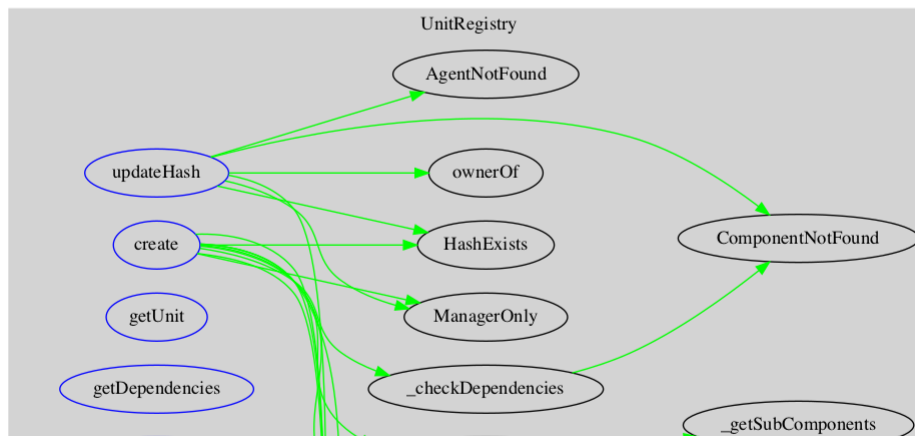 UnitRegistry
AgentNotFound
updateHash
ownerOf
create
HashExists
ComponentNotFound
getUnit
ManagerOnly
getDependencies
_checkDependencies
_getSubComponents